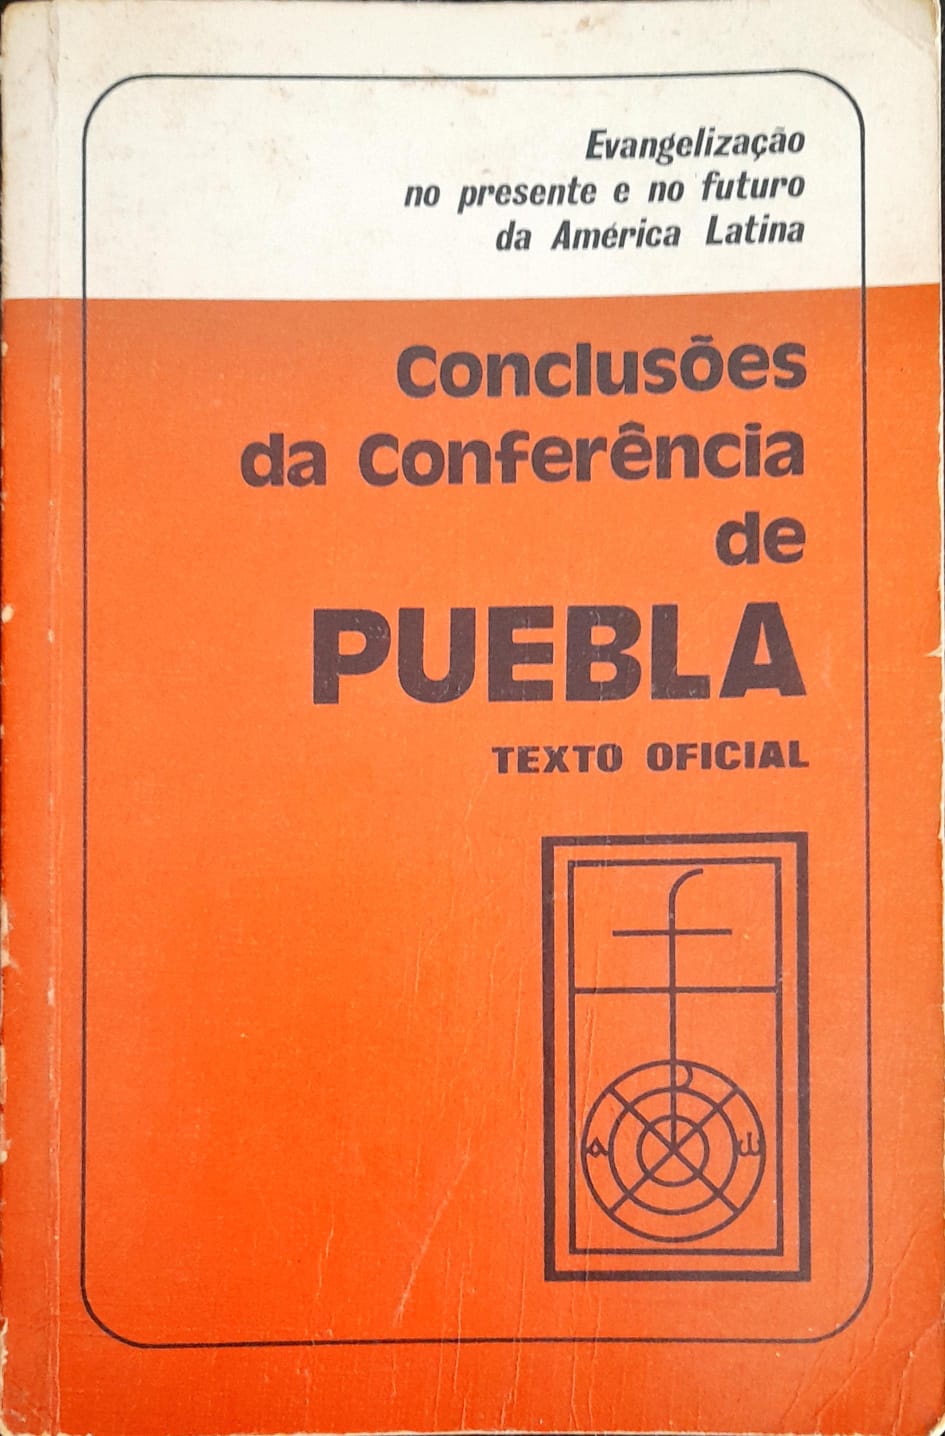 Evangelização
no presente e no futuro
da América Latina
Conclusões
da Conferência
de
PUEBLA
TEXTO OFICIAL
α ω